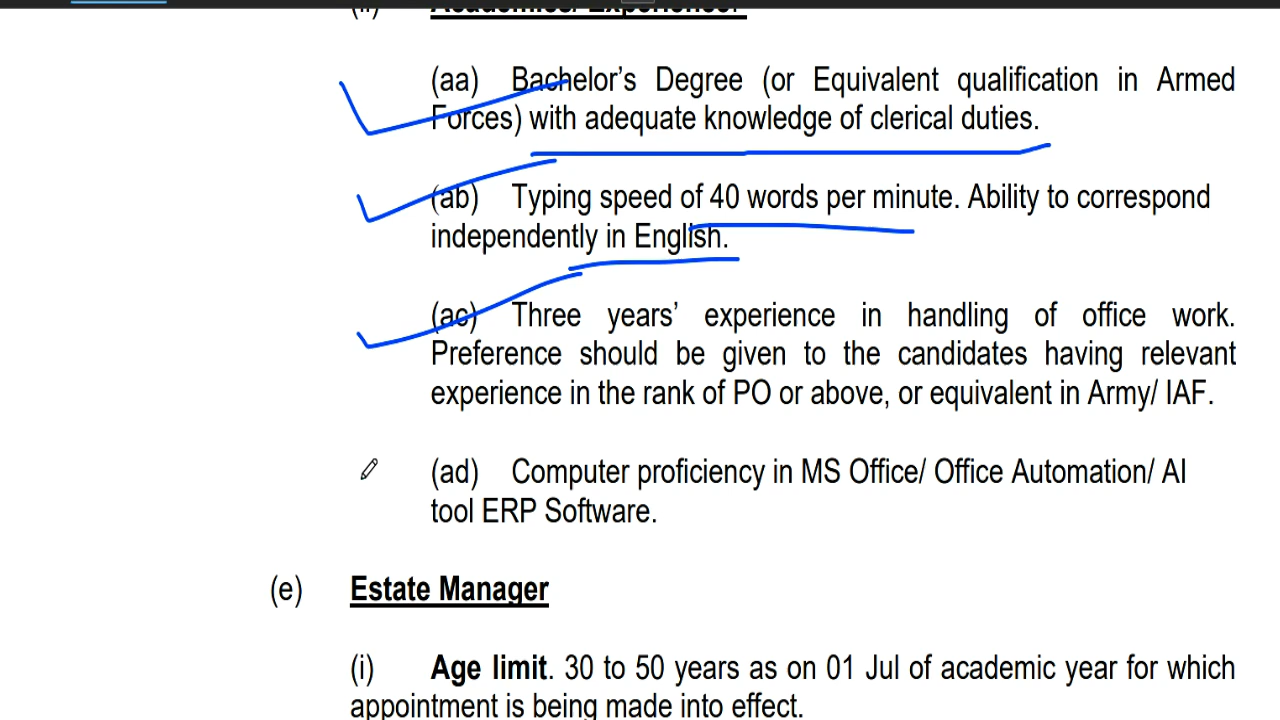 (ii) Academics/ Experience.
(aa) Bachelor's Degree (or Equivalent qualification in Armed
Forces) with adequate knowledge of clerical duties.
(ab) Typing speed of 40 words per minute. Ability to correspond
independently in English.
(ac) Three years' experience in handling of office work.
Preference should be given to the candidates having relevant
experience in the rank of PO or above, or equivalent in Army/ IAF.
(ad) Computer proficiency in MS Office/ Office Automation/ AI
tool ERP Software.
(e) Estate Manager
(i) Age limit. 30 to 50 years as on 01 Jul of academic year for which
appointment is being made into effect.